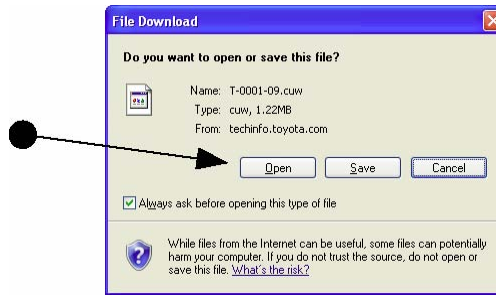 File Download
Do you want to open or save this file?
Name: T-0001-09.cuw
Type: cuw, 1.22MB
From: techinfo.toyota.com
Open Save Cancel
Always ask before opening this type of file
While files from the Internet can be useful, some files can potentially
harm your computer. If you do not trust the source, do not open or
save this file. What's the risk?